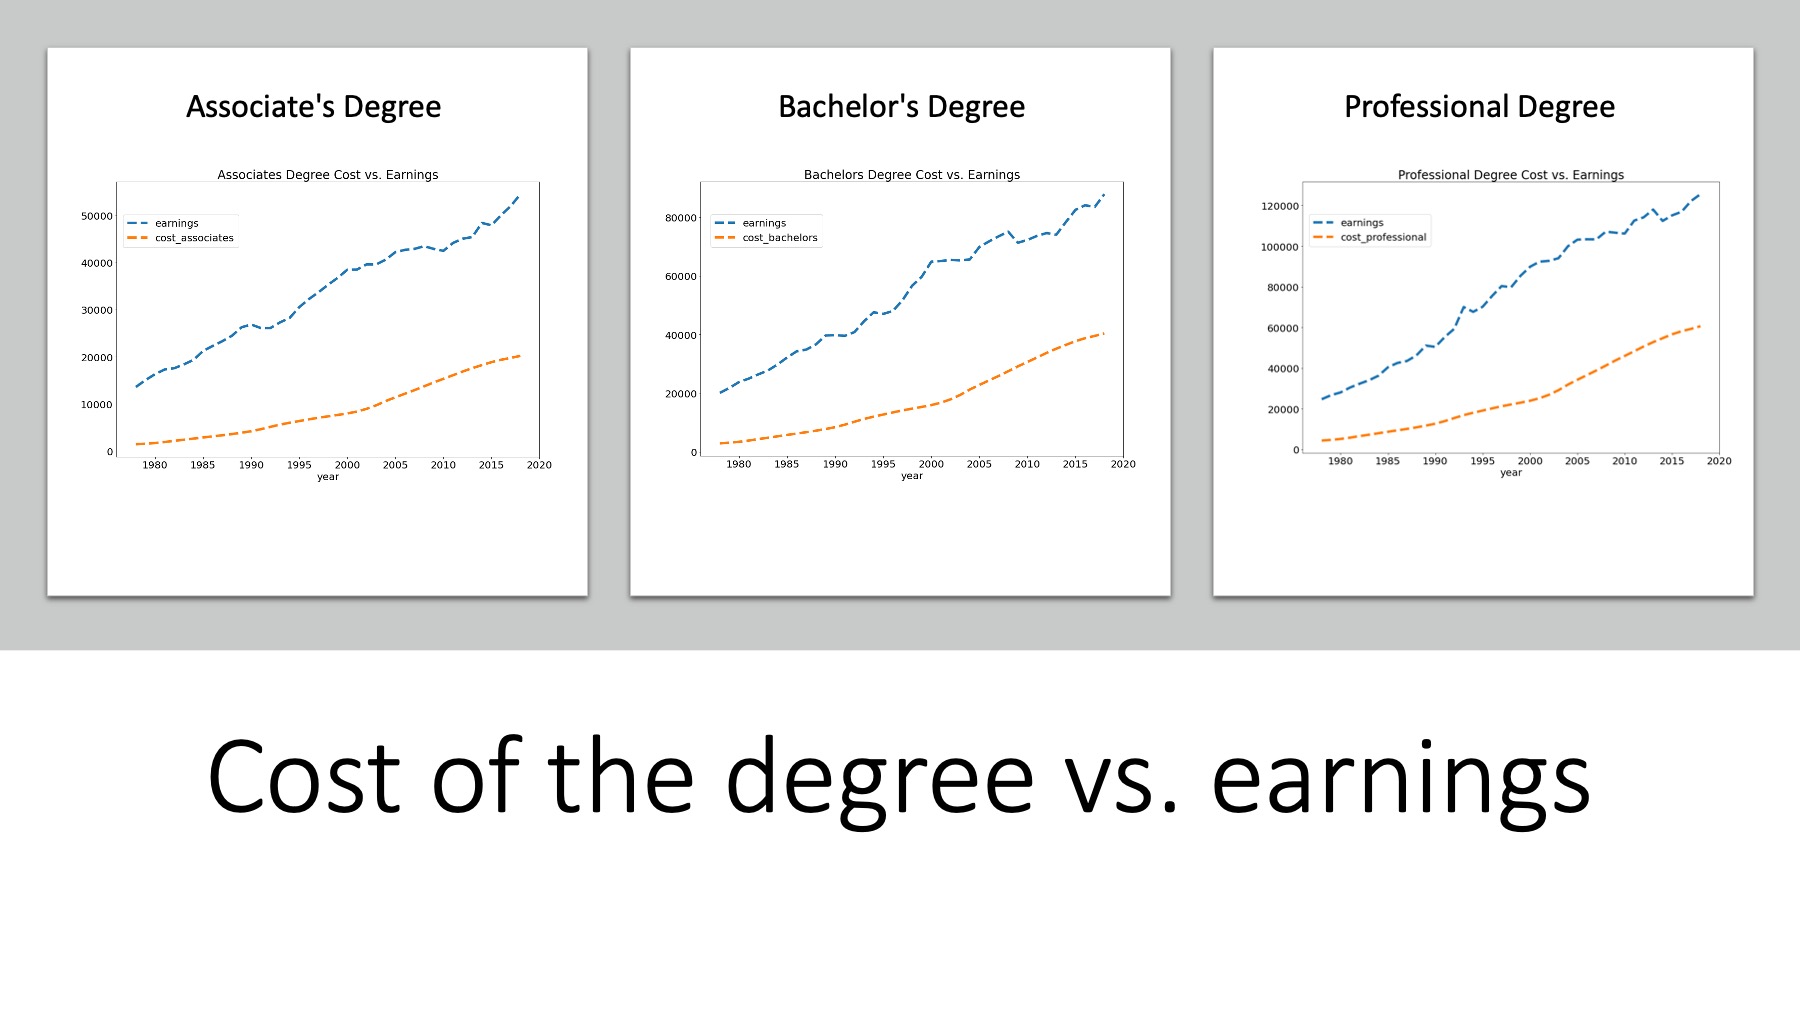 Associate's Degree
Associates Degree Cost vs. Earnings
earnings
cost_associates
50000
40000
30000
20000
10000
0
1980 1985 1990 1995 2000 2005 2010 2015 2020
year
Bachelor's Degree
Bachelors Degree Cost vs. Earnings
earnings
cost_bachelors
80000
60000
40000
20000
0
1980 1985 1990 1995 2000 2005 2010 2015 2020
year
Professional Degree
Professional Degree Cost vs. Earnings
earnings
cost_professional
120000
100000
80000
60000
40000
20000
0
1980 1985 1990 1995 2000 2005 2010 2015 2020
year
Cost of the degree vs. earnings